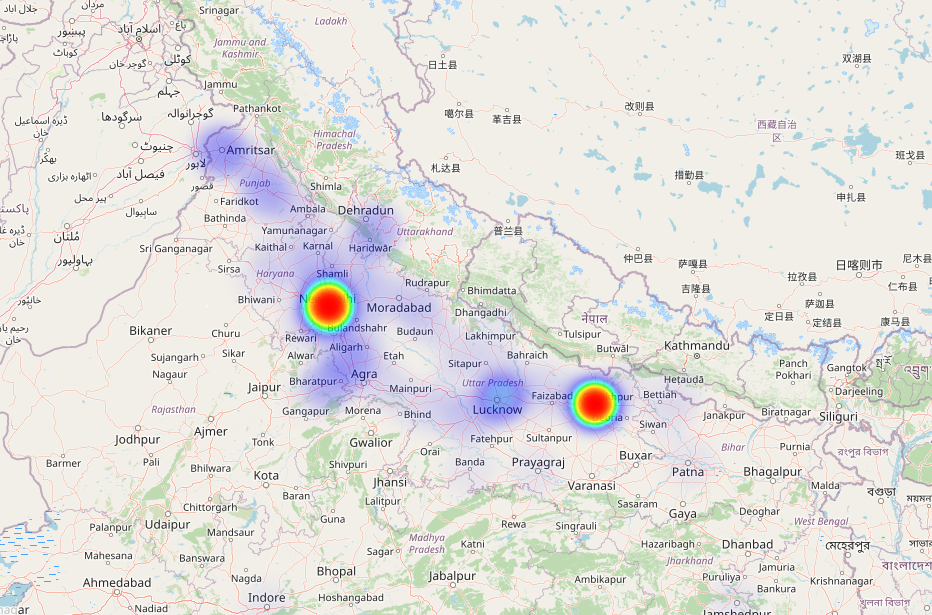 جلال آباد
مردان
Srinagar
Ladakh
پشاور
اسلام آباد
باغ
کوہاٹ
گوجر خان
کوٹلی
Jammu and
Kashmir
日土县
双湖县
جہلم
Jammu
ڈیرہ اسماعیل
خان
سرگودھا
گوجرانوالہ
Pathankot
噶尔县
革吉县
改则县
Himachal
Pradesh
西藏自治
区
چنیوٹ
لاہور
Amritsar
بھکر
班戈县
اٹھارہ ہزاری
فیصل آباد
札达县
措勤县
قصور
Punjab
Shimla
پیر محل
申扎县
ساہیوال
Faridkot
Ambala
Dehradun
Bathinda
ڈیرہ غازی
خان
مُلتان
Yamunanagar
Uttarakhand
普兰县
Sri Ganganagar
Kaithal
Karnal
Haridwār
بہاولپور
仲巴县
萨嘎县
日喀则市
尼木县
Sirsa
Haryana
Shamli
拉孜县
Rudrapur
吉隆县
仁布县
خانپور
Bhiwani
Moradabad
Bhimdatta
萨迦县
رحیم یار
خان
Dhangadhi
नेपाल
定日县
定结县
康马县
Bikaner
Churu
Rewari
Bulandshahr
Budaun
Lakhimpur
Tulsipur
Sujangarh
Sikar
Alwar
Aligarh
Etah
Sitapur
Bahraich
Butwal
Kathmandu
Nagaur
Agra
Panch
Pokhari
Gangtok
Jaipur
Bharatpur
Mainpuri
Uttar Pradesh
Hetauda
Darjeeling
Rajasthan
Gangapur
Morena
Bhind
Lucknow
Faizabad
Bettiah
Janakpur
Biratnagar
Siliguri
Siwan
Jodhpur
Ajmer
Tonk
Gwalior
Orai
Fatehpur
Sultanpur
Bihar
Purnia
রংপুর বিভাগ
Barmer
Pali
Bhilwara
Kota
Shivpuri
Jhansi
Banda
Prayagraj
Buxar
Patna
Bhagalpur
Malda
Baran
Lalitpur
Varanasi
বগুড়া
Chittorgarh
Sasaram
Gaya
Deoghar
Palanpur
Udaipur
Mandsaur
Guna
Rewa
Singrauli
West Bengal
Mahesana
Banswara
Sagar
Madhya
Pradesh
Katni
Hazaribagh
Dhanbad
মেহেরপুর
Jharkhand
Jamuria
Ahmedabad
Nagda
Bhopal
Jabalpur
Ambikapur
Puruliya
Bankura
Krishnanagar
Nadiad
Indore
Hoshangabad
Jamshedpur
খুলনা বিভাগ